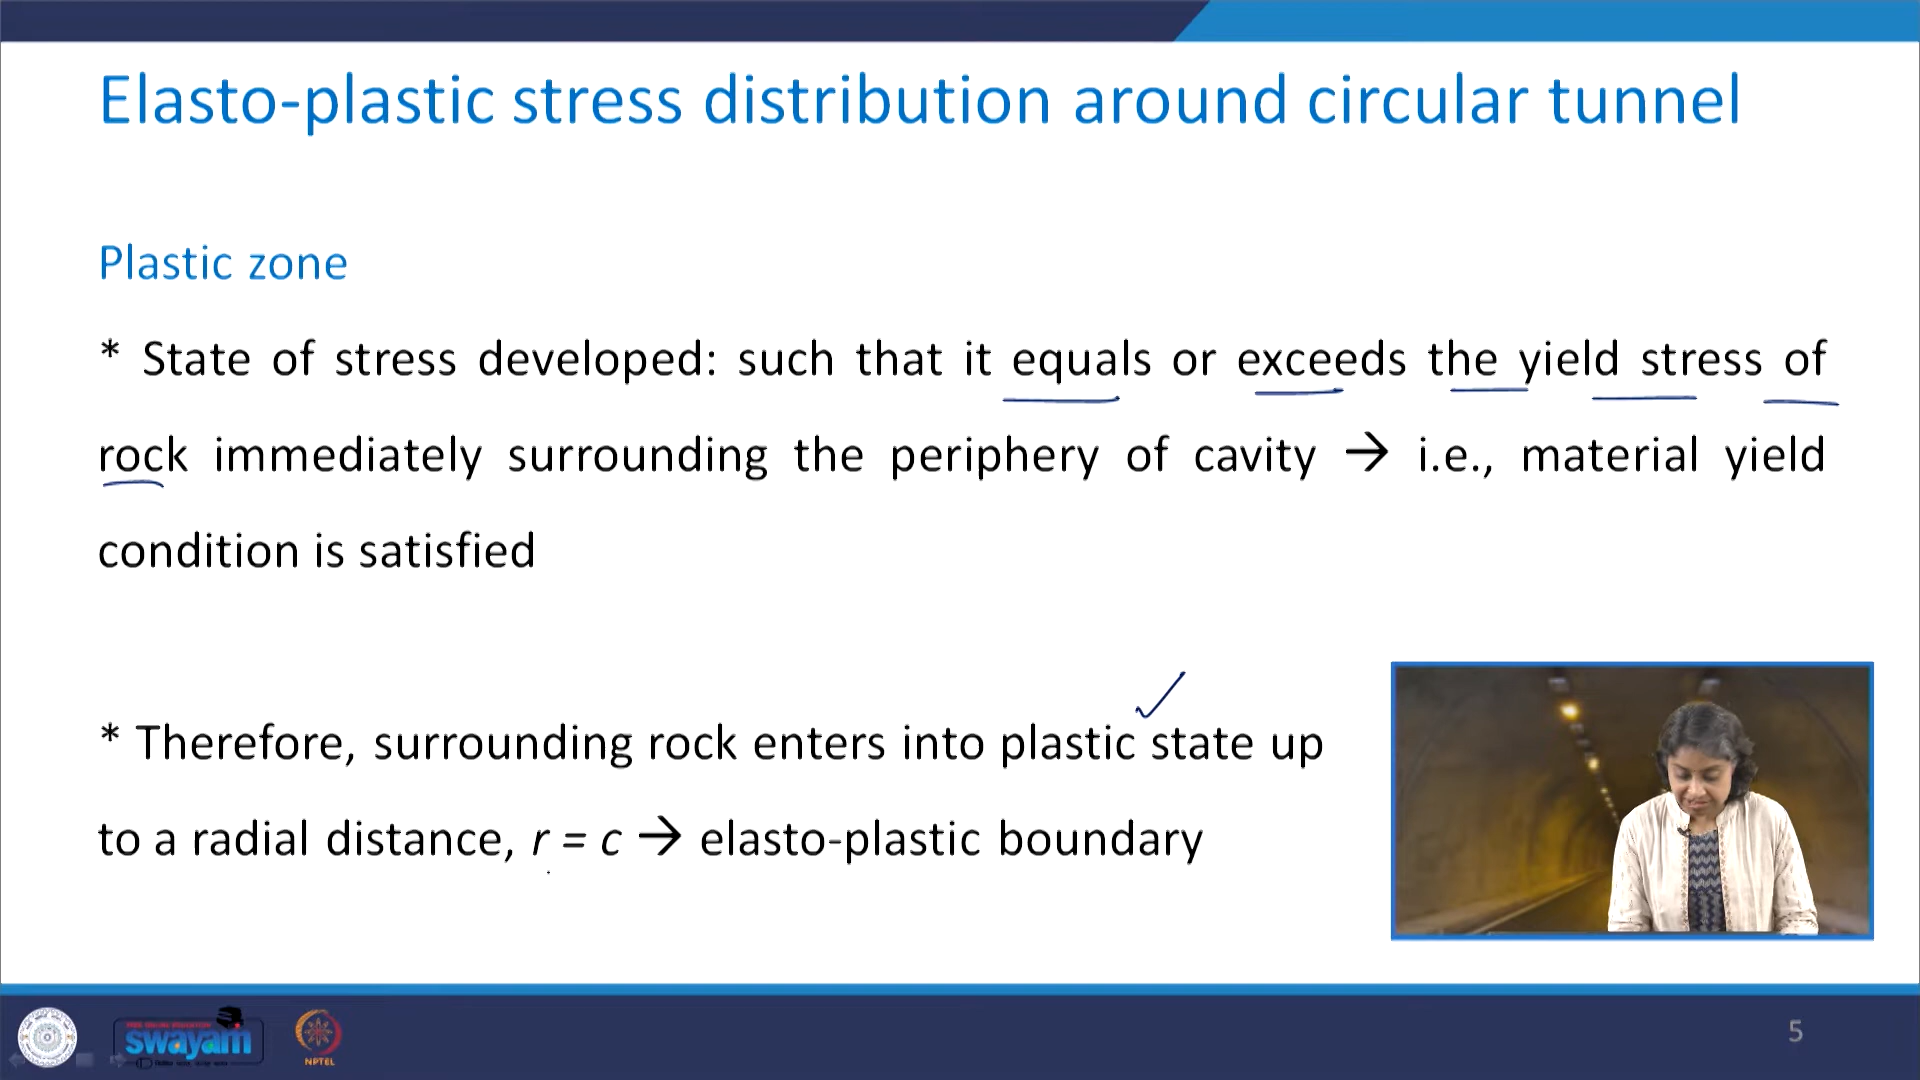 Elasto-plastic stress distribution around circular tunnel
Plastic zone
* State of stress developed: such that it equals or exceeds the yield stress of
rock immediately surrounding the periphery of cavity → i.e., material yield
condition is satisfied
* Therefore, surrounding rock enters into plastic state up
to a radial distance, r = c → elasto-plastic boundary
swayam
NPTEL
5